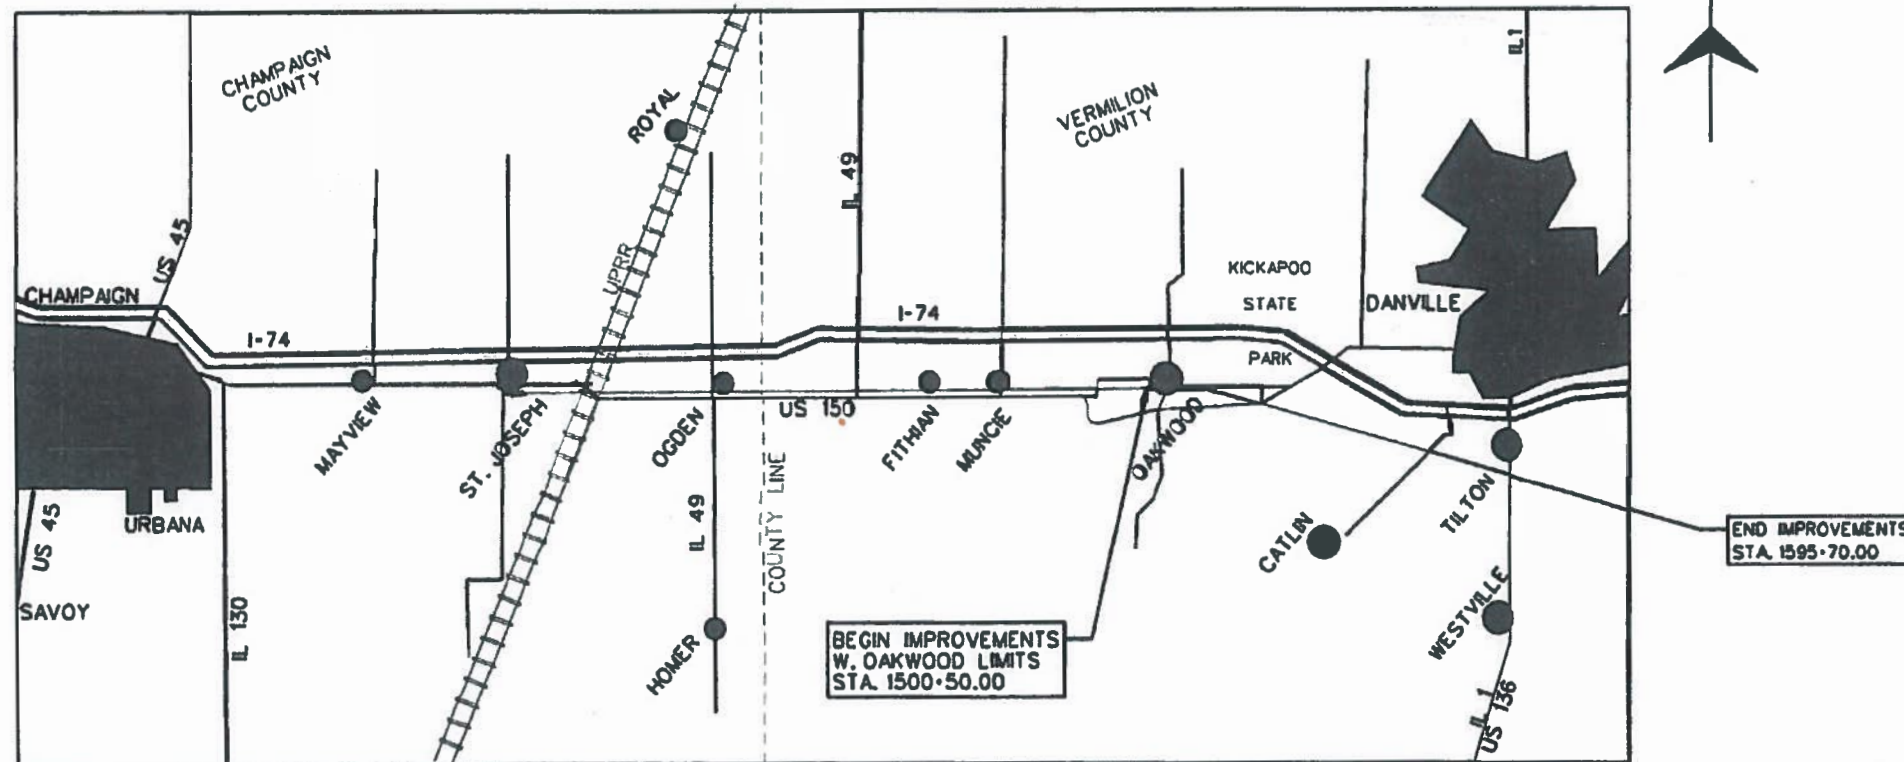 CHAMPAIGN
COUNTY
ROYAL
VERMILION
COUNTY
IL1
IL 49
US 45
UPRR
KICKAPOO
STATE
PARK
DANVILLE
CHAMPAIGN
I-74
I-74
MAYVIEW
ST. JOSEPH
OGDEN
US 150
FITHIAN
MUNCIE
OAKWOOD
US 45
URBANA
SAVOY
IL 130
IL 49
COUNTY LINE
HOMER
TILTON
CATLIN
WESTVILLE
IL 1
US 136
END IMPROVEMENTS
STA. 1595+70.00
BEGIN IMPROVEMENTS
W. OAKWOOD LIMITS
STA. 1500+50.00